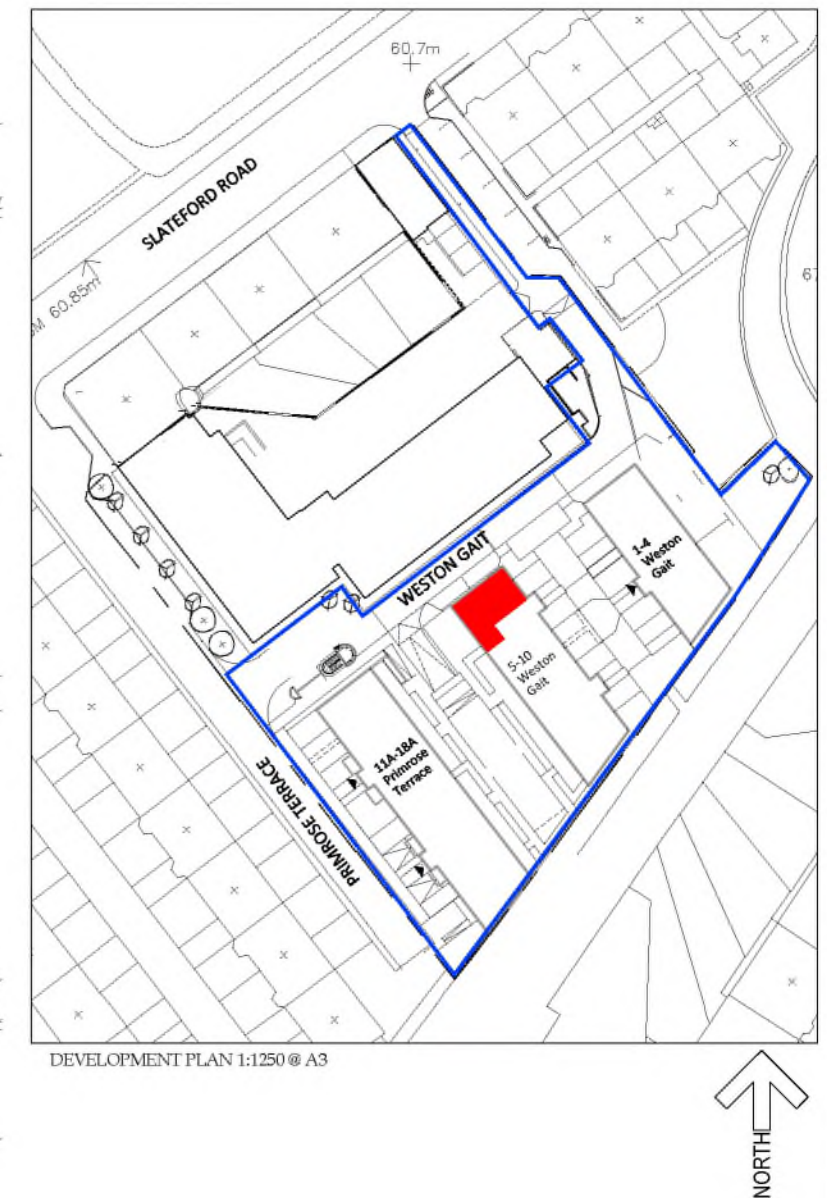 60.7m
SLATEFORD ROAD
60.85m
67
WESTON GAIT
1-4
Weston
Gait
5-10
Weston
Gait
11A-18A
Primrose
Terrace
PRIMROSE TERRACE
DEVELOPMENT PLAN 1:1250 @ A3
NORTH